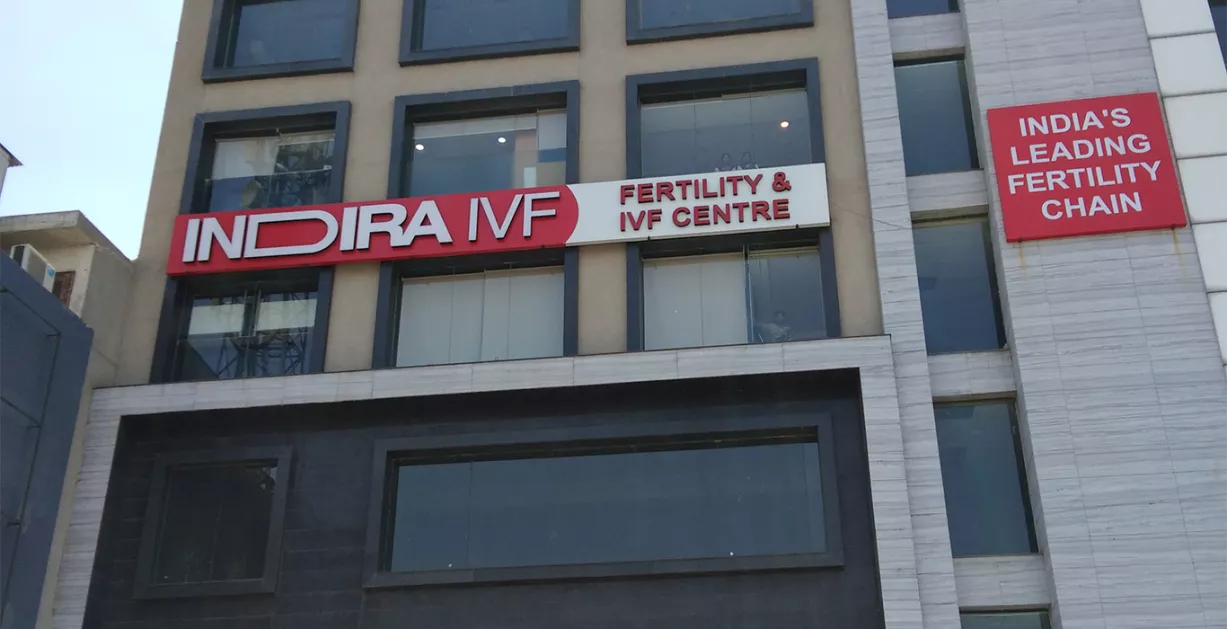 INDIRA IVF
FERTILITY &
IVF CENTRE
INDIA'S
LEADING
FERTILITY
CHAIN